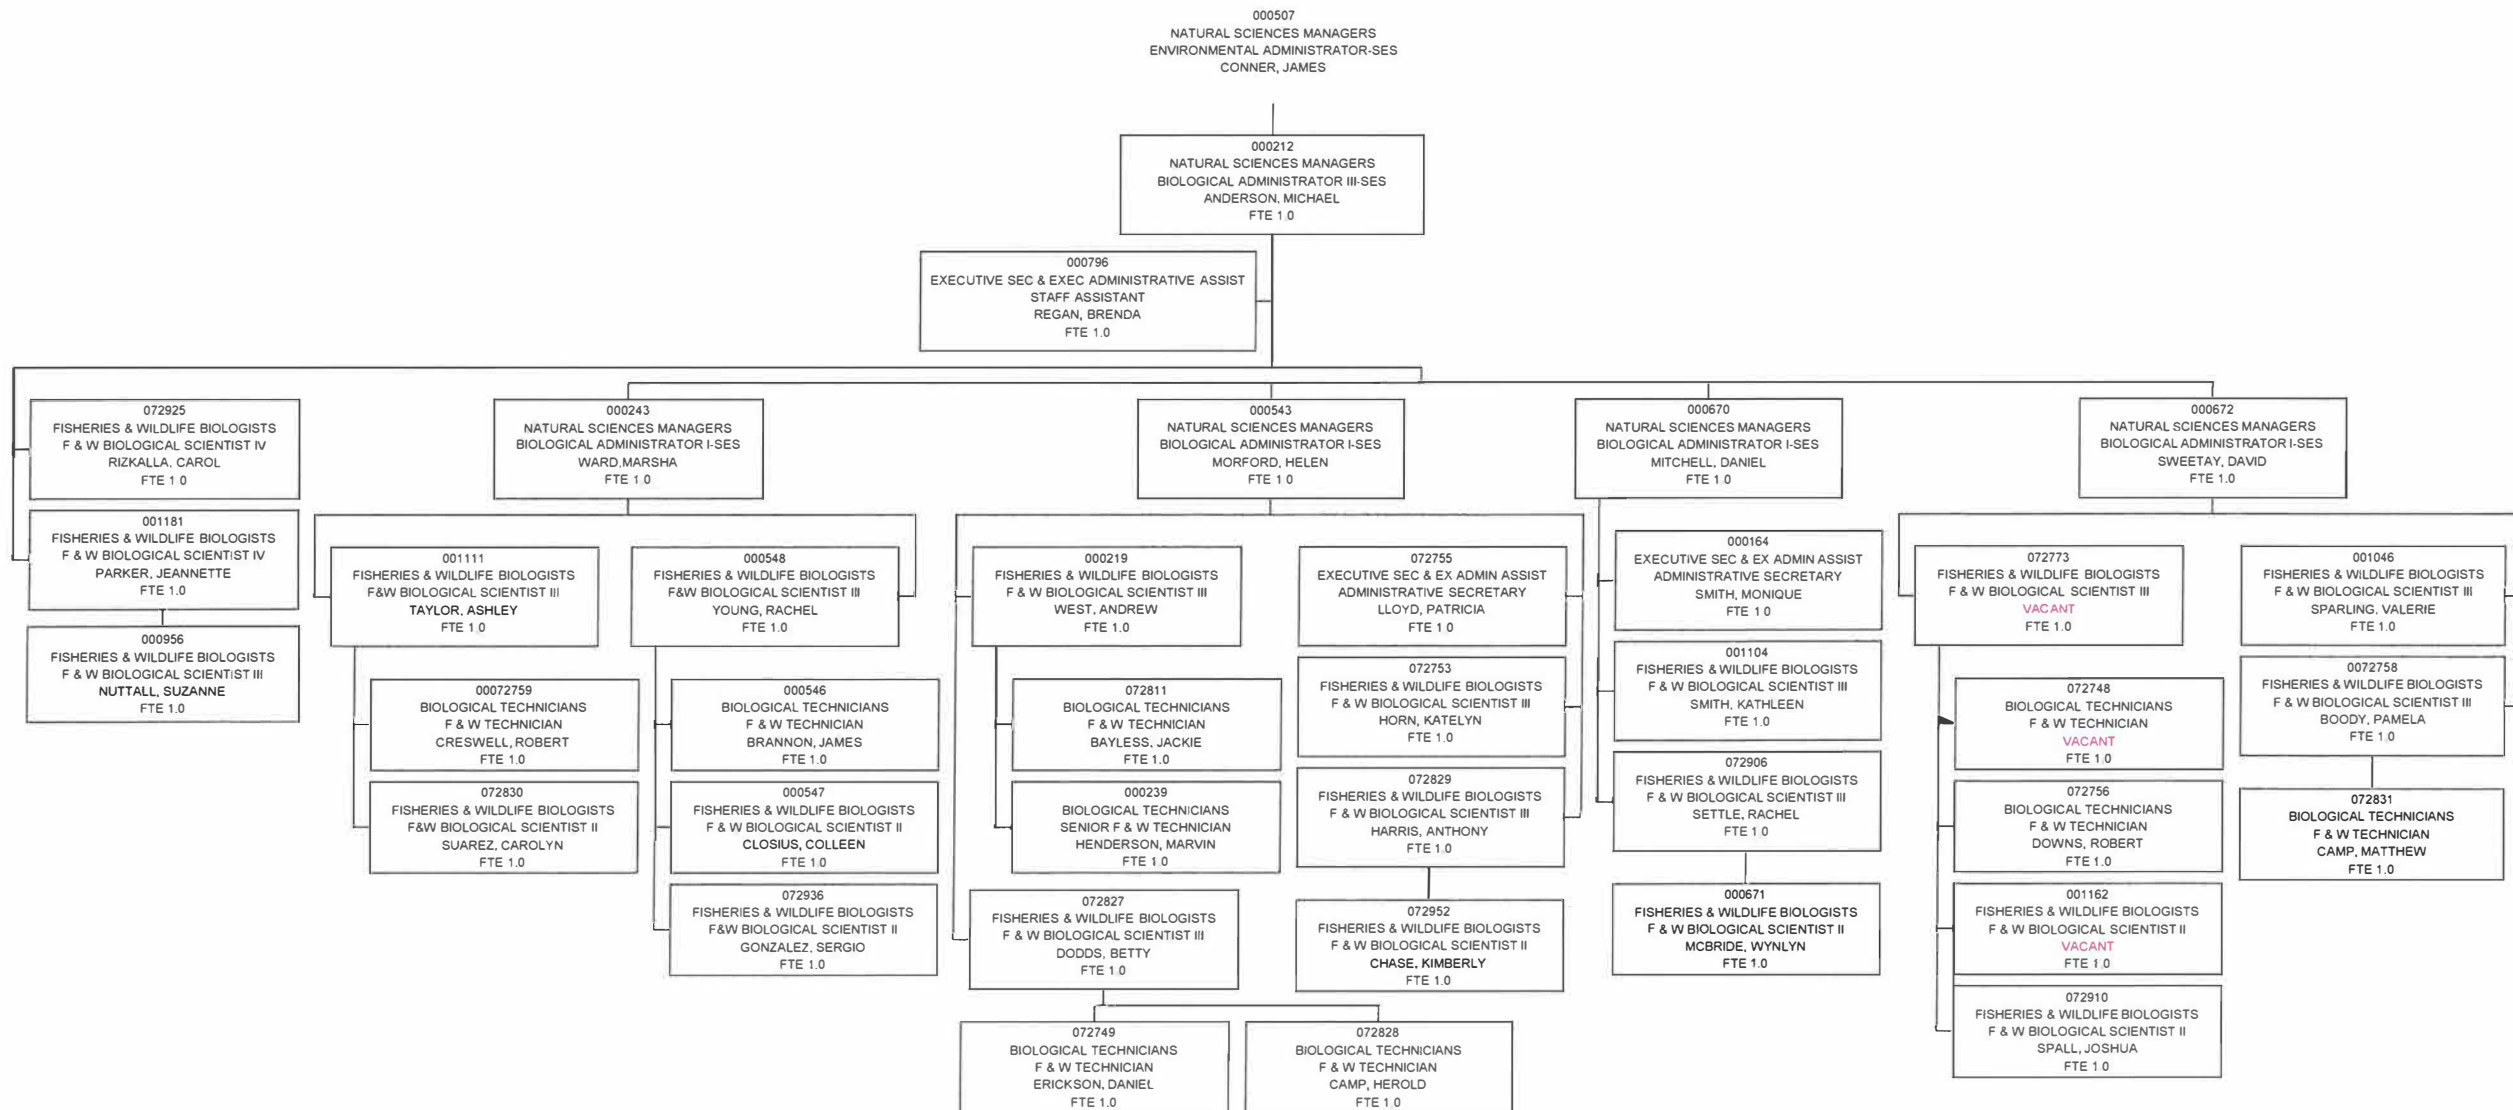 000507
NATURAL SCIENCES MANAGERS
ENVIRONMENTAL ADMINISTRATOR-SES
CONNER, JAMES
000212
NATURAL SCIENCES MANAGERS
BIOLOGICAL ADMINISTRATOR III-SES
ANDERSON, MICHAEL
FTE 1.0
000796
EXECUTIVE SEC & EXEC ADMINISTRATIVE ASSIST
STAFF ASSISTANT
REGAN, BRENDA
FTE 1.0
072925
FISHERIES & WILDLIFE BIOLOGISTS
F & W BIOLOGICAL SCIENTIST IV
RIZKALLA, CAROL
FTE 1.0
001181
FISHERIES & WILDLIFE BIOLOGISTS
F & W BIOLOGICAL SCIENTIST IV
PARKER, JEANNETTE
FTE 1.0
000956
FISHERIES & WILDLIFE BIOLOGISTS
F & W BIOLOGICAL SCIENTIST III
NUTTALL, SUZANNE
FTE 1.0
000243
NATURAL SCIENCES MANAGERS
BIOLOGICAL ADMINISTRATOR I-SES
WARD,MARSHA
FTE 1.0
001111
FISHERIES & WILDLIFE BIOLOGISTS
F&W BIOLOGICAL SCIENTIST III
TAYLOR, ASHLEY
FTE 1.0
00072759
BIOLOGICAL TECHNICIANS
F & W TECHNICIAN
CRESWELL, ROBERT
FTE 1.0
072830
FISHERIES & WILDLIFE BIOLOGISTS
F&W BIOLOGICAL SCIENTIST II
SUAREZ, CAROLYN
FTE 1.0
000548
FISHERIES & WILDLIFE BIOLOGISTS
F&W BIOLOGICAL SCIENTIST III
YOUNG, RACHEL
FTE 1.0
000546
BIOLOGICAL TECHNICIANS
F & W TECHNICIAN
BRANNON, JAMES
FTE 1.0
000547
FISHERIES & WILDLIFE BIOLOGISTS
F & W BIOLOGICAL SCIENTIST II
CLOSIUS, COLLEEN
FTE 1.0
072936
FISHERIES & WILDLIFE BIOLOGISTS
F&W BIOLOGICAL SCIENTIST II
GONZALEZ, SERGIO
FTE 1.0
000543
NATURAL SCIENCES MANAGERS
BIOLOGICAL ADMINISTRATOR I-SES
MORFORD, HELEN
FTE 1.0
000219
FISHERIES & WILDLIFE BIOLOGISTS
F & W BIOLOGICAL SCIENTIST III
WEST, ANDREW
FTE 1.0
072811
BIOLOGICAL TECHNICIANS
F & W TECHNICIAN
BAYLESS, JACKIE
FTE 1.0
000239
BIOLOGICAL TECHNICIANS
SENIOR F & W TECHNICIAN
HENDERSON, MARVIN
FTE 1.0
072827
FISHERIES & WILDLIFE BIOLOGISTS
F & W BIOLOGICAL SCIENTIST III
DODDS, BETTY
FTE 1.0
072749
BIOLOGICAL TECHNICIANS
F & W TECHNICIAN
ERICKSON, DANIEL
FTE 1.0
072828
BIOLOGICAL TECHNICIANS
F & W TECHNICIAN
CAMP, HEROLD
FTE 1.0
072755
EXECUTIVE SEC & EX ADMIN ASSIST
ADMINISTRATIVE SECRETARY
LLOYD, PATRICIA
FTE 1.0
072753
FISHERIES & WILDLIFE BIOLOGISTS
F & W BIOLOGICAL SCIENTIST III
HORN, KATELYN
FTE 1.0
072829
FISHERIES & WILDLIFE BIOLOGISTS
F & W BIOLOGICAL SCIENTIST III
HARRIS, ANTHONY
FTE 1.0
072952
FISHERIES & WILDLIFE BIOLOGISTS
F & W BIOLOGICAL SCIENTIST II
CHASE, KIMBERLY
FTE 1.0
000670
NATURAL SCIENCES MANAGERS
BIOLOGICAL ADMINISTRATOR I-SES
MITCHELL, DANIEL
FTE 1.0
000164
EXECUTIVE SEC & EX ADMIN ASSIST
ADMINISTRATIVE SECRETARY
SMITH, MONIQUE
FTE 1.0
001104
FISHERIES & WILDLIFE BIOLOGISTS
F & W BIOLOGICAL SCIENTIST III
SMITH, KATHLEEN
FTE 1.0
072906
FISHERIES & WILDLIFE BIOLOGISTS
F & W BIOLOGICAL SCIENTIST III
SETTLE, RACHEL
FTE 1.0
000671
FISHERIES & WILDLIFE BIOLOGISTS
F & W BIOLOGICAL SCIENTIST II
MCBRIDE, WYNLYN
FTE 1.0
000672
NATURAL SCIENCES MANAGERS
BIOLOGICAL ADMINISTRATOR I-SES
SWEETAY, DAVID
FTE 1.0
072773
FISHERIES & WILDLIFE BIOLOGISTS
F & W BIOLOGICAL SCIENTIST III
VACANT
FTE 1.0
072748
BIOLOGICAL TECHNICIANS
F & W TECHNICIAN
VACANT
FTE 1.0
072756
BIOLOGICAL TECHNICIANS
F & W TECHNICIAN
DOWNS, ROBERT
FTE 1.0
001162
FISHERIES & WILDLIFE BIOLOGISTS
F & W BIOLOGICAL SCIENTIST II
VACANT
FTE 1.0
072910
FISHERIES & WILDLIFE BIOLOGISTS
F & W BIOLOGICAL SCIENTIST II
SPALL, JOSHUA
FTE 1.0
001046
FISHERIES & WILDLIFE BIOLOGISTS
F & W BIOLOGICAL SCIENTIST III
SPARLING, VALERIE
FTE 1.0
0072758
FISHERIES & WILDLIFE BIOLOGISTS
F & W BIOLOGICAL SCIENTIST III
BOODY, PAMELA
FTE 1.0
072831
BIOLOGICAL TECHNICIANS
F & W TECHNICIAN
CAMP, MATTHEW
FTE 1.0